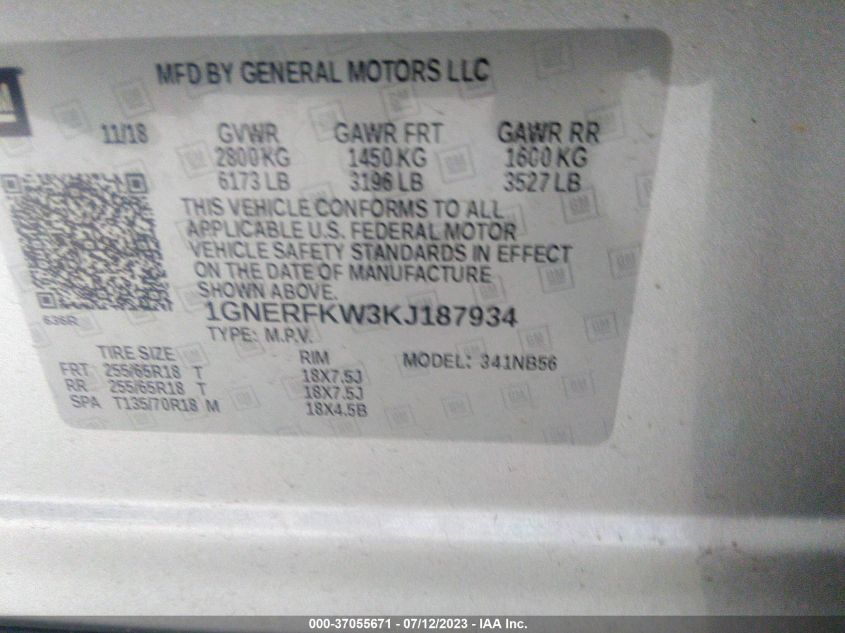 MFD BY GENERAL MOTORS LLC
GM
11/18 GVWR GAWR FRT GAWR RR
2800 KG 1450 KG 1600 KG
6173 LB 3196 LB 3527 LB
THIS VEHICLE CONFORMS TO ALL
APPLICABLE U.S. FEDERAL MOTOR
VEHICLE SAFETY STANDARDS IN EFFECT
ON THE DATE OF MANUFACTURE
SHOWN ABOVE.
636R
1GNERFKW3KJ187934
TYPE: M.P.V.
TIRE SIZE RIM MODEL: 341NB56
FRT 255/65R18 T 18X7.5J
RR 255/65R18 T 18X7.5J
SPA T135/70R18 M 18X4.5B
000-37055671 - 07/12/2023 - IAA Inc.